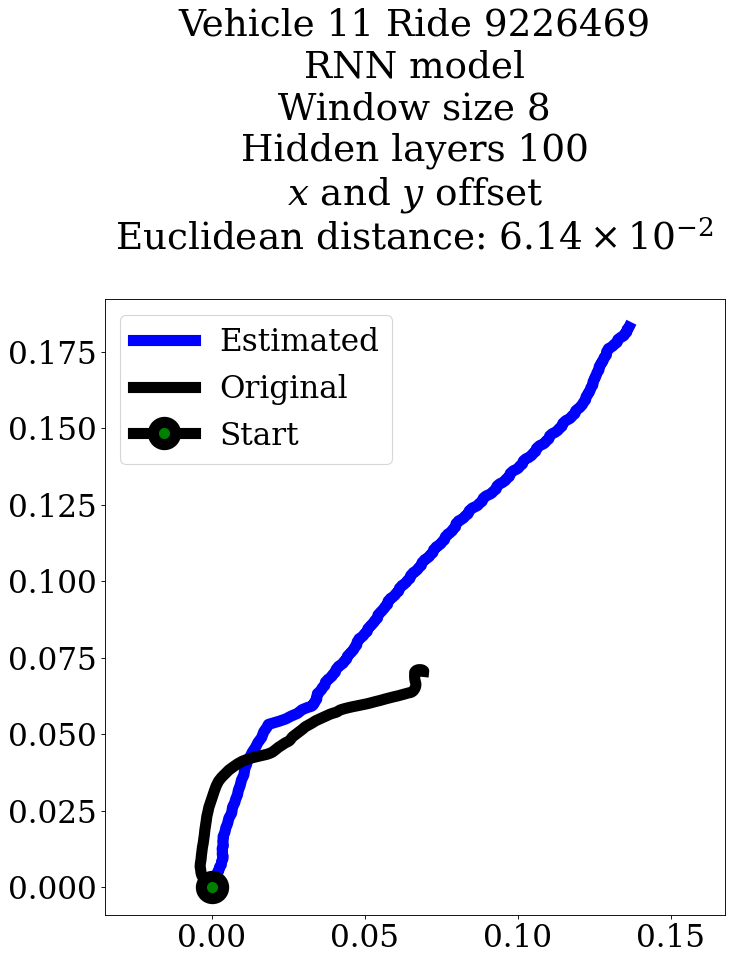 Vehicle 11 Ride 9226469
RNN model
Window size 8
Hidden layers 100
x and y offset
Euclidean distance: 6.14 × 10⁻²
Estimated
Original
Start
0.175
0.150
0.125
0.100
0.075
0.050
0.025
0.000
0.00 0.05 0.10 0.15